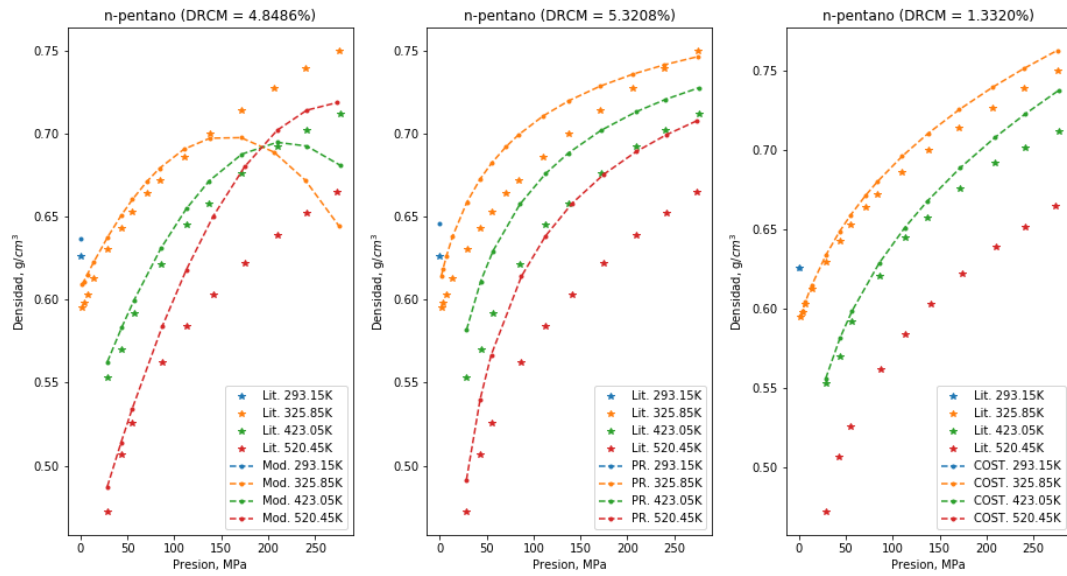 n-pentano (DRCM = 4.8486%)
0.75
0.70
0.65
0.60
0.55
0.50
Densidad, g/cm³
0
50
100
150
200
250
Presion, MPa
Lit. 293.15K
Lit. 325.85K
Lit. 423.05K
Lit. 520.45K
Mod. 293.15K
Mod. 325.85K
Mod. 423.05K
Mod. 520.45K
n-pentano (DRCM = 5.3208%)
0.75
0.70
0.65
0.60
0.55
0.50
Densidad, g/cm³
0
50
100
150
200
250
Presion, MPa
Lit. 293.15K
Lit. 325.85K
Lit. 423.05K
Lit. 520.45K
PR. 293.15K
PR. 325.85K
PR. 423.05K
PR. 520.45K
n-pentano (DRCM = 1.3320%)
0.75
0.70
0.65
0.60
0.55
0.50
Densidad, g/cm³
0
50
100
150
200
250
Presion, MPa
Lit. 293.15K
Lit. 325.85K
Lit. 423.05K
Lit. 520.45K
COST. 293.15K
COST. 325.85K
COST. 423.05K
COST. 520.45K